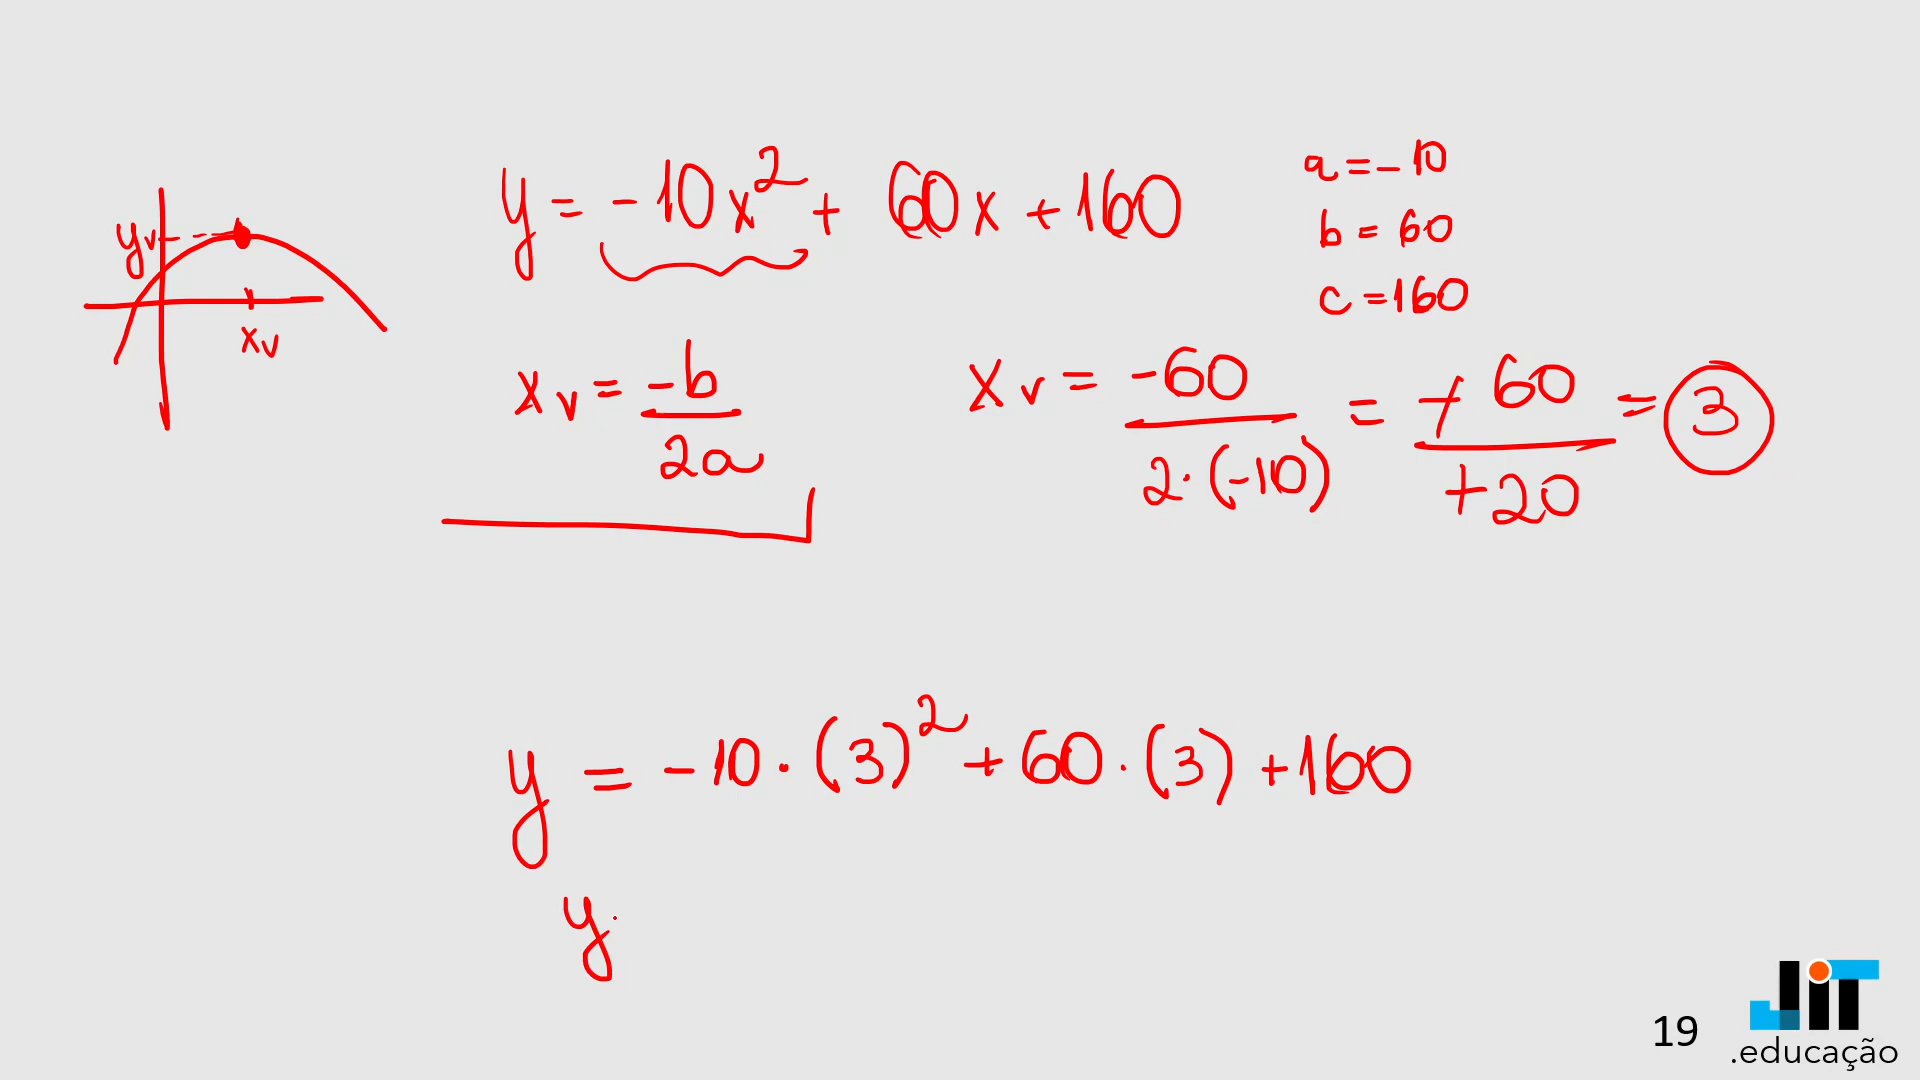 y = -10x² + 60x + 160
a = -10
b = 60
c = 160
yv
xv
xv = -b/2a
xv = -60/2·(-10) = +60/+20 = 3
y = -10·(3)² + 60·(3) + 160
y
19
JiT
.educação